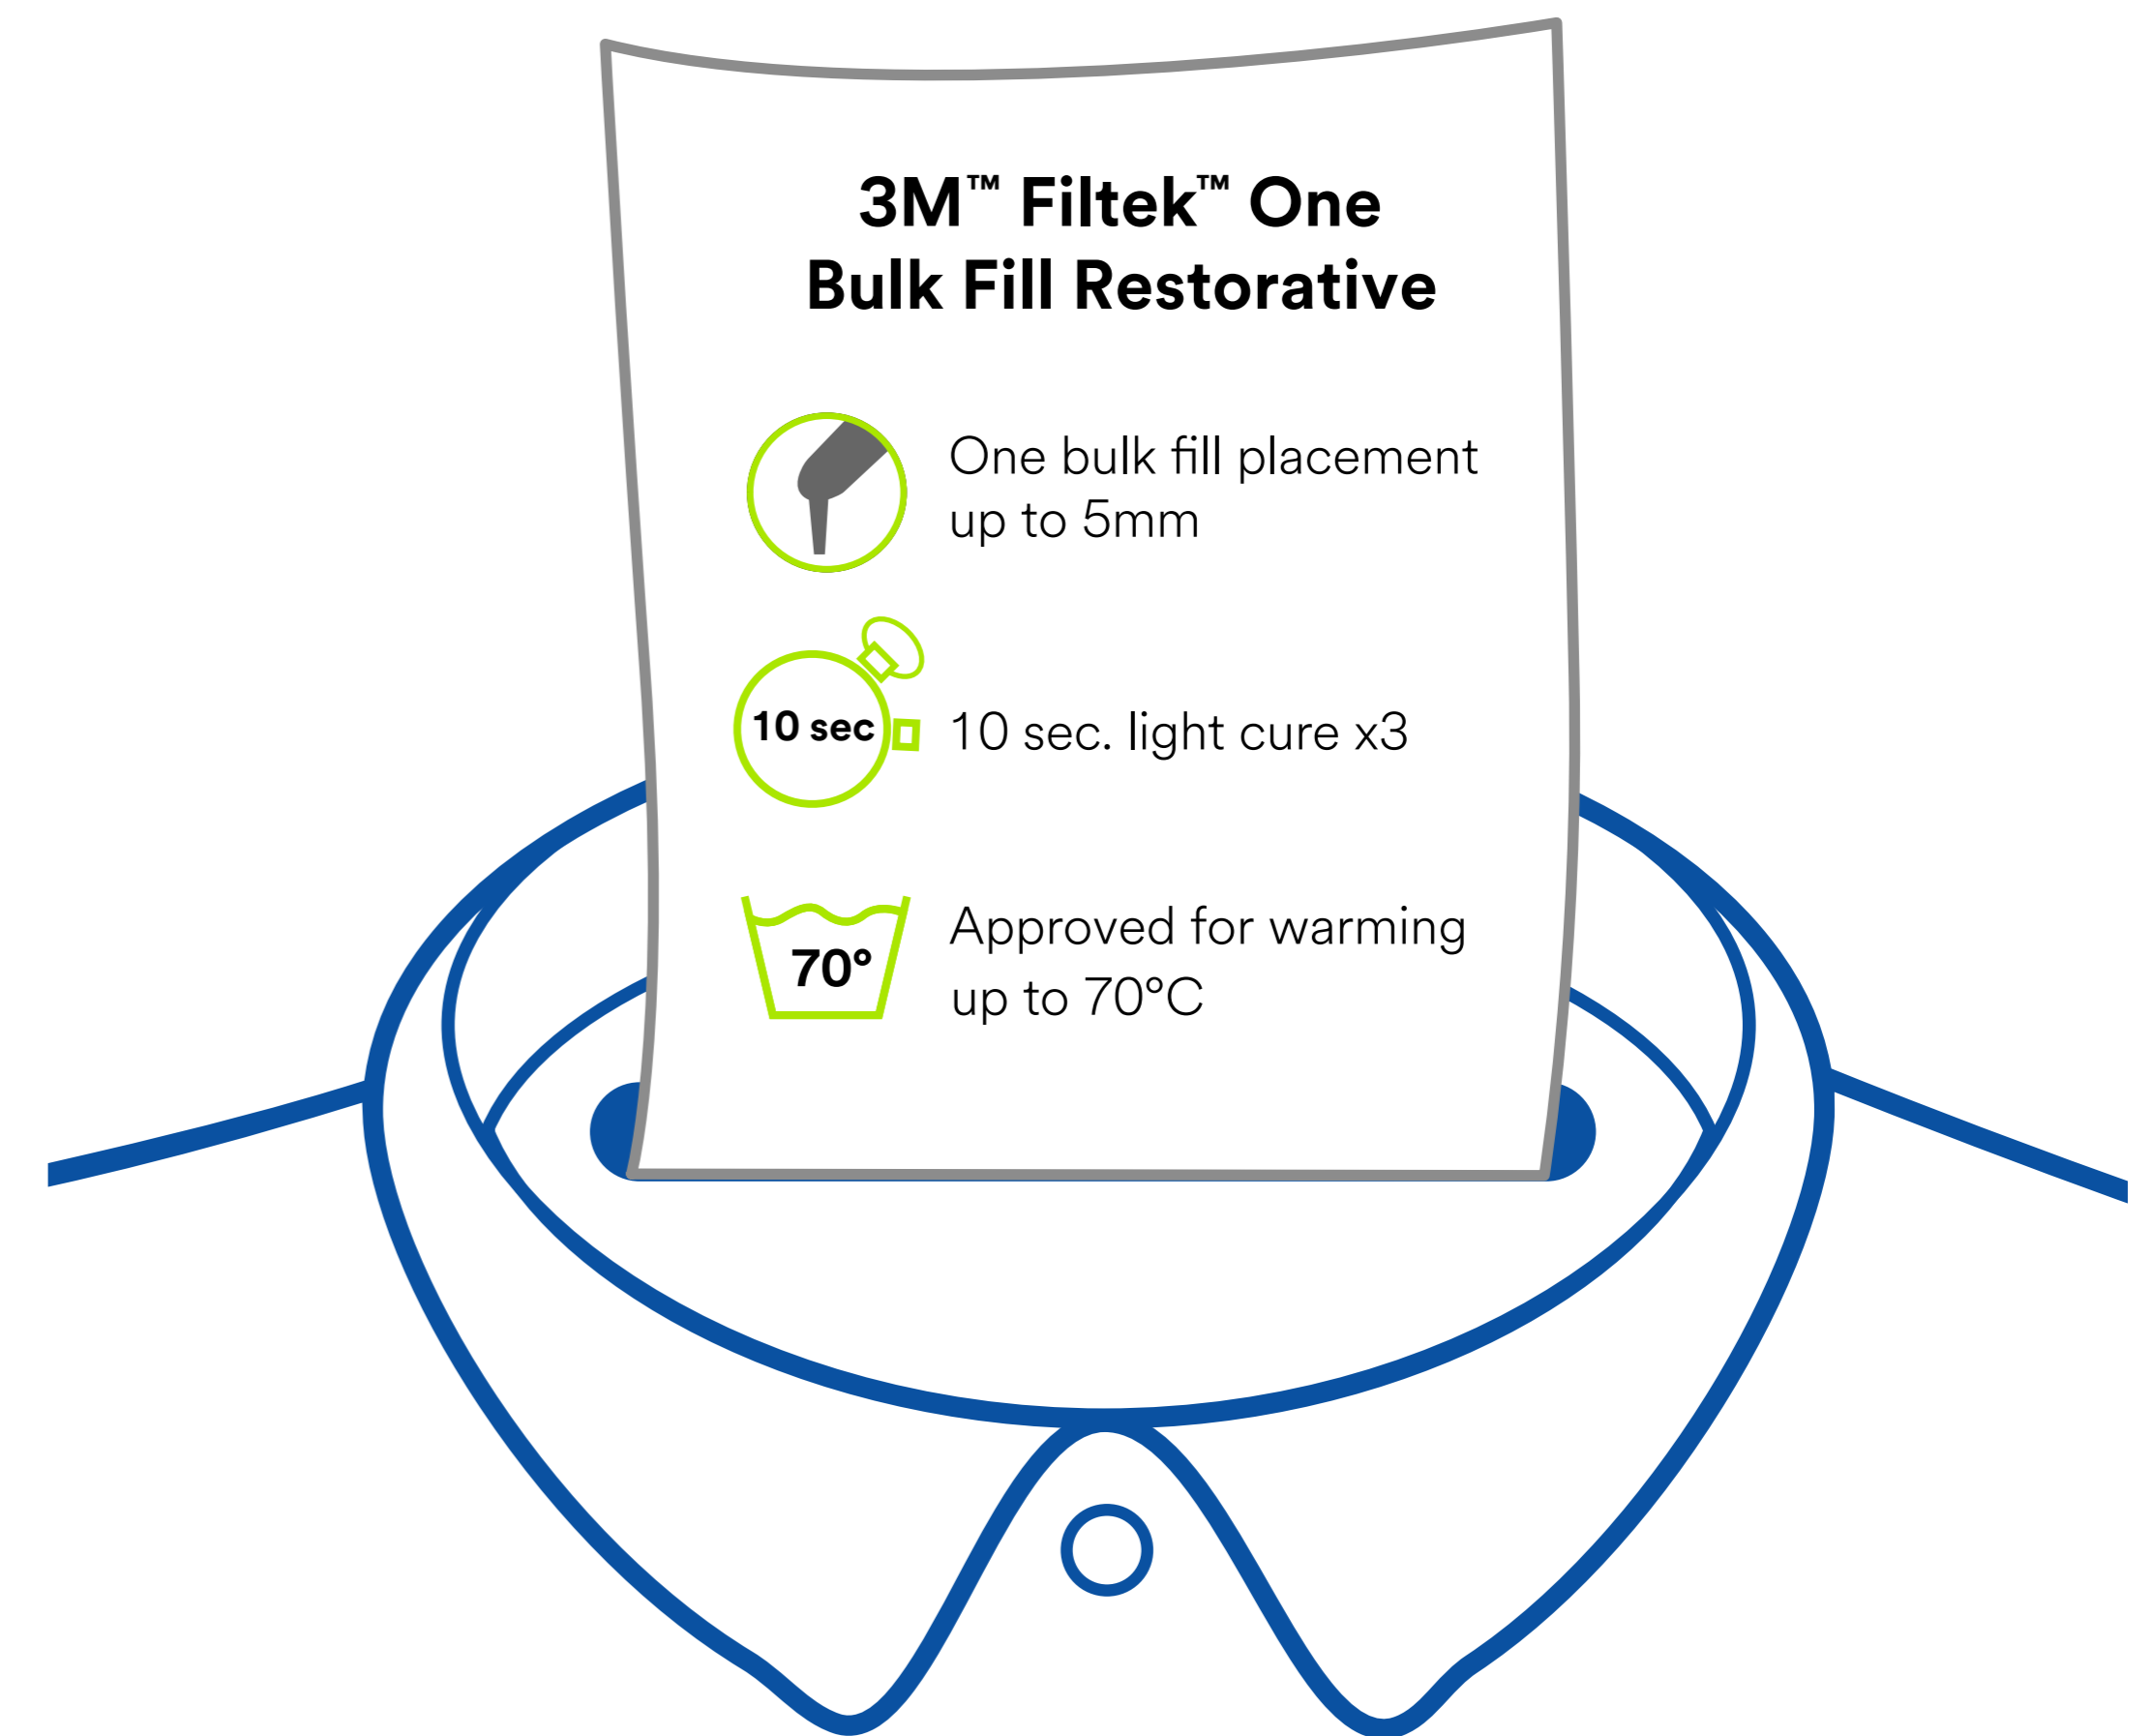 3M™ Filtek™ One
Bulk Fill Restorative
One bulk fill placement
up to 5mm
10 sec
10 sec. light cure x3
70°
Approved for warming
up to 70°C